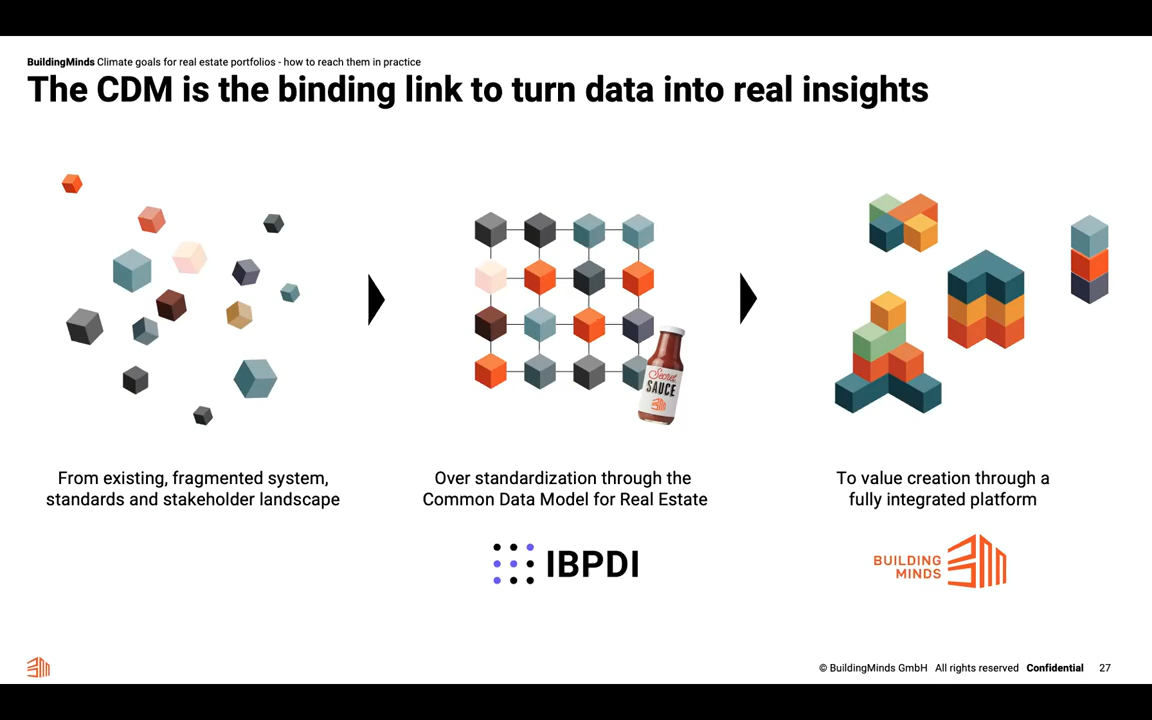 BuildingMinds Climate goals for real estate portfolios - how to reach them in practice
The CDM is the binding link to turn data into real insights
Secret
SAUCE
From existing, fragmented system,
standards and stakeholder landscape
Over standardization through the
Common Data Model for Real Estate
To value creation through a
fully integrated platform
IBPDI
BUILDING
MINDS
© BuildingMinds GmbH All rights reserved Confidential 27